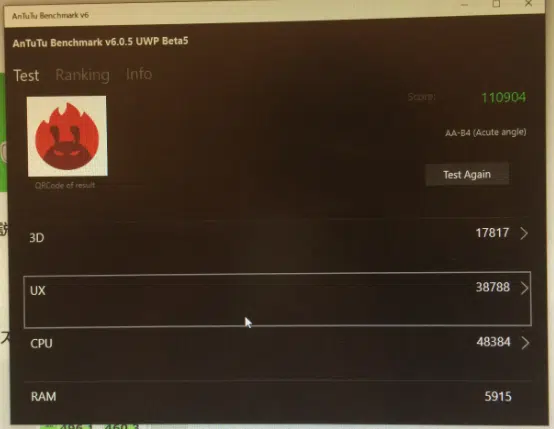 AnTuTu Benchmark v6
AnTuTu Benchmark v6.0.5 UWP Beta5
Test Ranking Info
Score: 110904
AA-B4 (Acute angle)
QRCode of result
Test Again
3D 17817
UX 38788
CPU 48384
RAM 5915